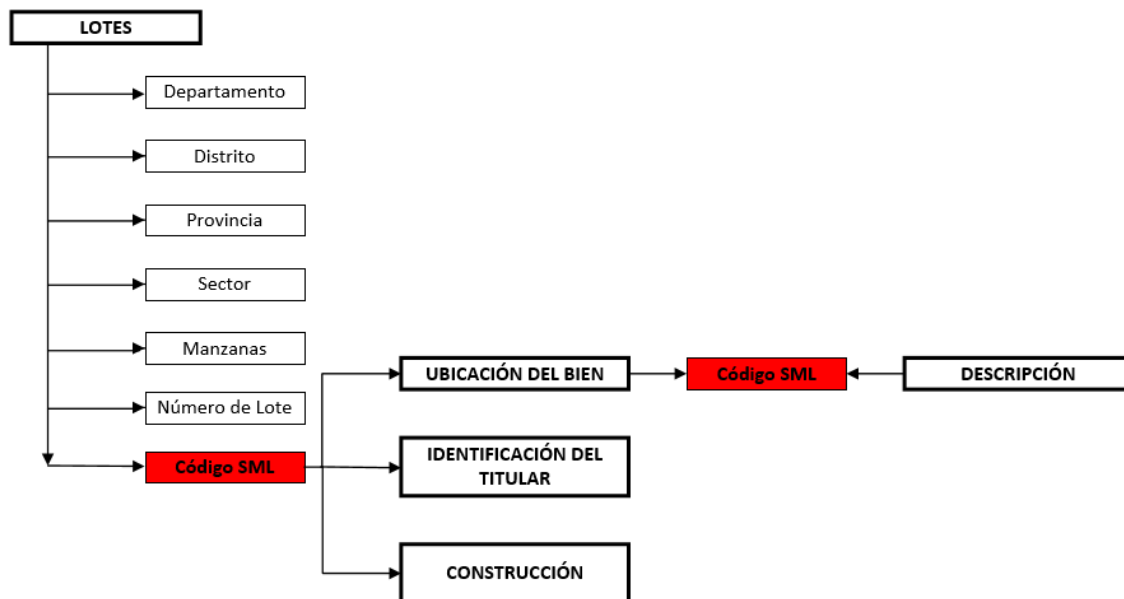 LOTES
Departamento
Distrito
Provincia
Sector
Manzanas
Número de Lote
Código SML
UBICACIÓN DEL BIEN
Código SML
DESCRIPCIÓN
IDENTIFICACIÓN DEL
TITULAR
CONSTRUCCIÓN